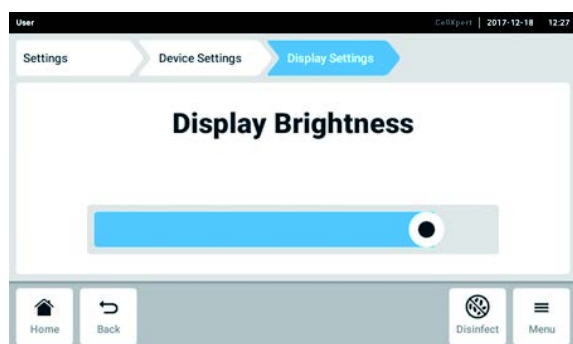 User CellXpert | 2017-12-18 12:27
Settings Device Settings Display Settings
Display Brightness
Home Back Disinfect Menu